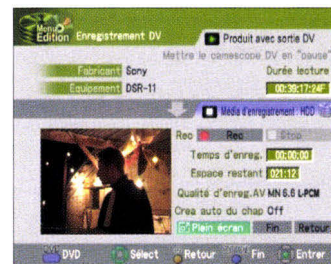 Menu
Edition
Enregistrement DV
Produit avec sortie DV
Mettre le camescope DV en "pause"
Fabricant Sony
Durée lecture
Equipement DSR-11
00:39:17:24F
Média d'enregistrement : HDD
Rec Rec Stop
Temps d'enreg. 00:00:00
Espace restant 021:12
Qualité d'enreg.AV MN 6.6 L-PCM
Crea auto du chap Off
Plein écran Fin Retour
DVD Sélect Retour Fin Entrer